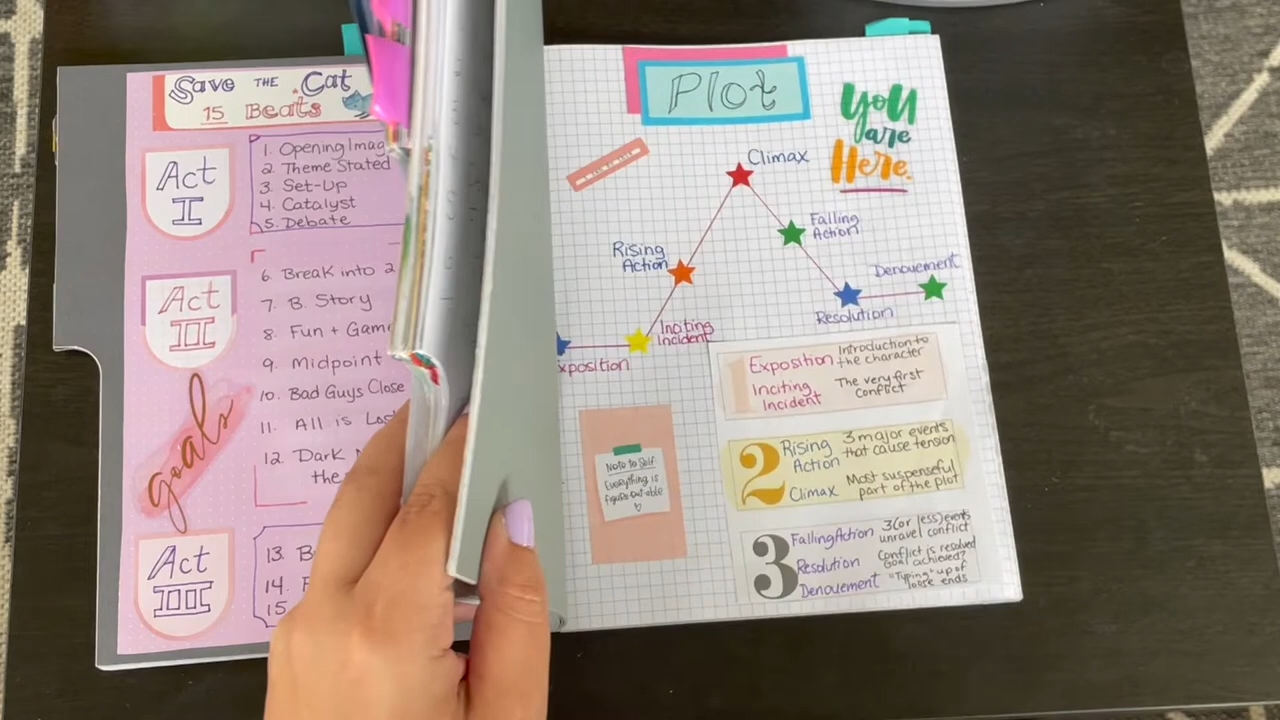 Save THE Cat
15 Beats
Act
I
1. Opening Imag
2. Theme Stated
3. Set-Up
4. Catalyst
5. Debate
Act
II
6. Break into 2
7. B Story
8. Fun + Game
9. Midpoint
10. Bad Guys Close
11. All is Los
12. Dark
the
goals
Act
III
13. B
14.
15
Plot
YOU
are
Here.
Climax
Falling
Action
Rising
Action
Denouement
Resolution
Inciting
Incident
xposition
1
Exposition Introduction to
the character
Inciting
Incident The very first
conflict
2
Rising
Action 3 major events
that cause tension
Climax Most suspenseful
part of the plot
3
Falling Action 3 (or less) events
unravel conflict
Resolution Conflict is resolved
Goal achieved?
Denouement "Typing" up of
loose ends
Note to Self
Everything is
figure-out-able